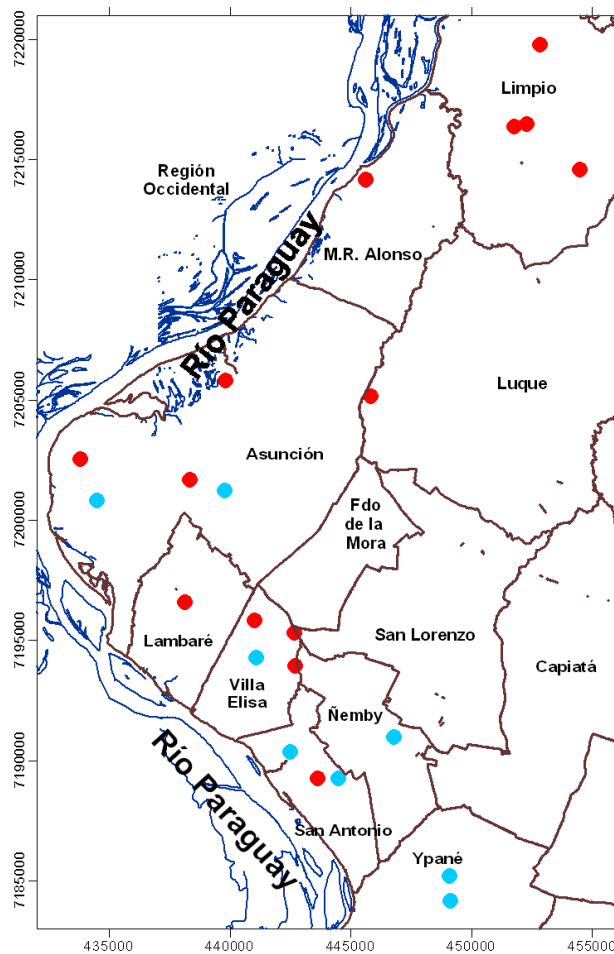 7220000
7215000
7210000
7205000
7200000
7195000
7190000
7185000
Limpio
Región
Occidental
M.R. Alonso
Río Paraguay
Luque
Asunción
Fdo
de la
Mora
Lambaré
San Lorenzo
Capiatá
Villa
Elisa
Ñemby
Río Paraguay
San Antonio
Ypané
435000
440000
445000
450000
455000